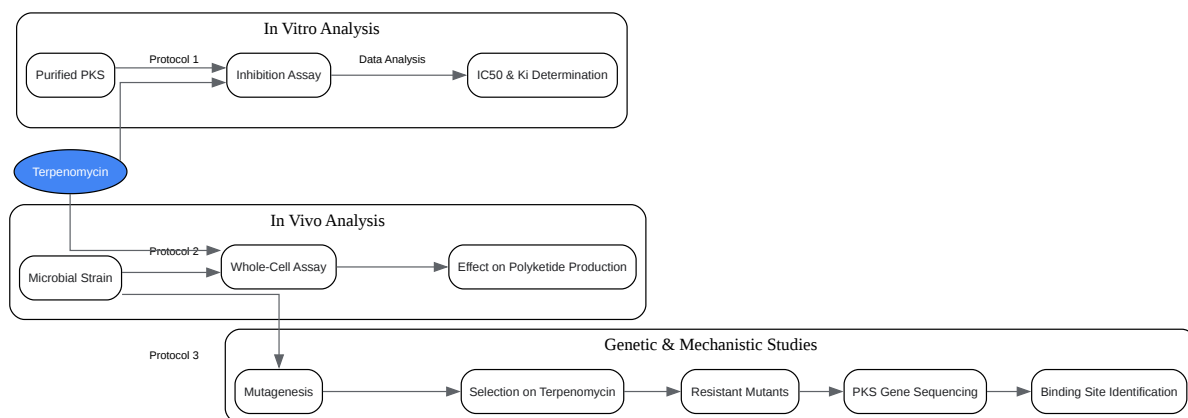 In Vitro Analysis
Purified PKS
Protocol 1
Inhibition Assay
Data Analysis
IC50 & Ki Determination
Terpenomycin
In Vivo Analysis
Microbial Strain
Protocol 2
Whole-Cell Assay
Effect on Polyketide Production
Genetic & Mechanistic Studies
Protocol 3
Mutagenesis
Selection on Terpenomycin
Resistant Mutants
PKS Gene Sequencing
Binding Site Identification